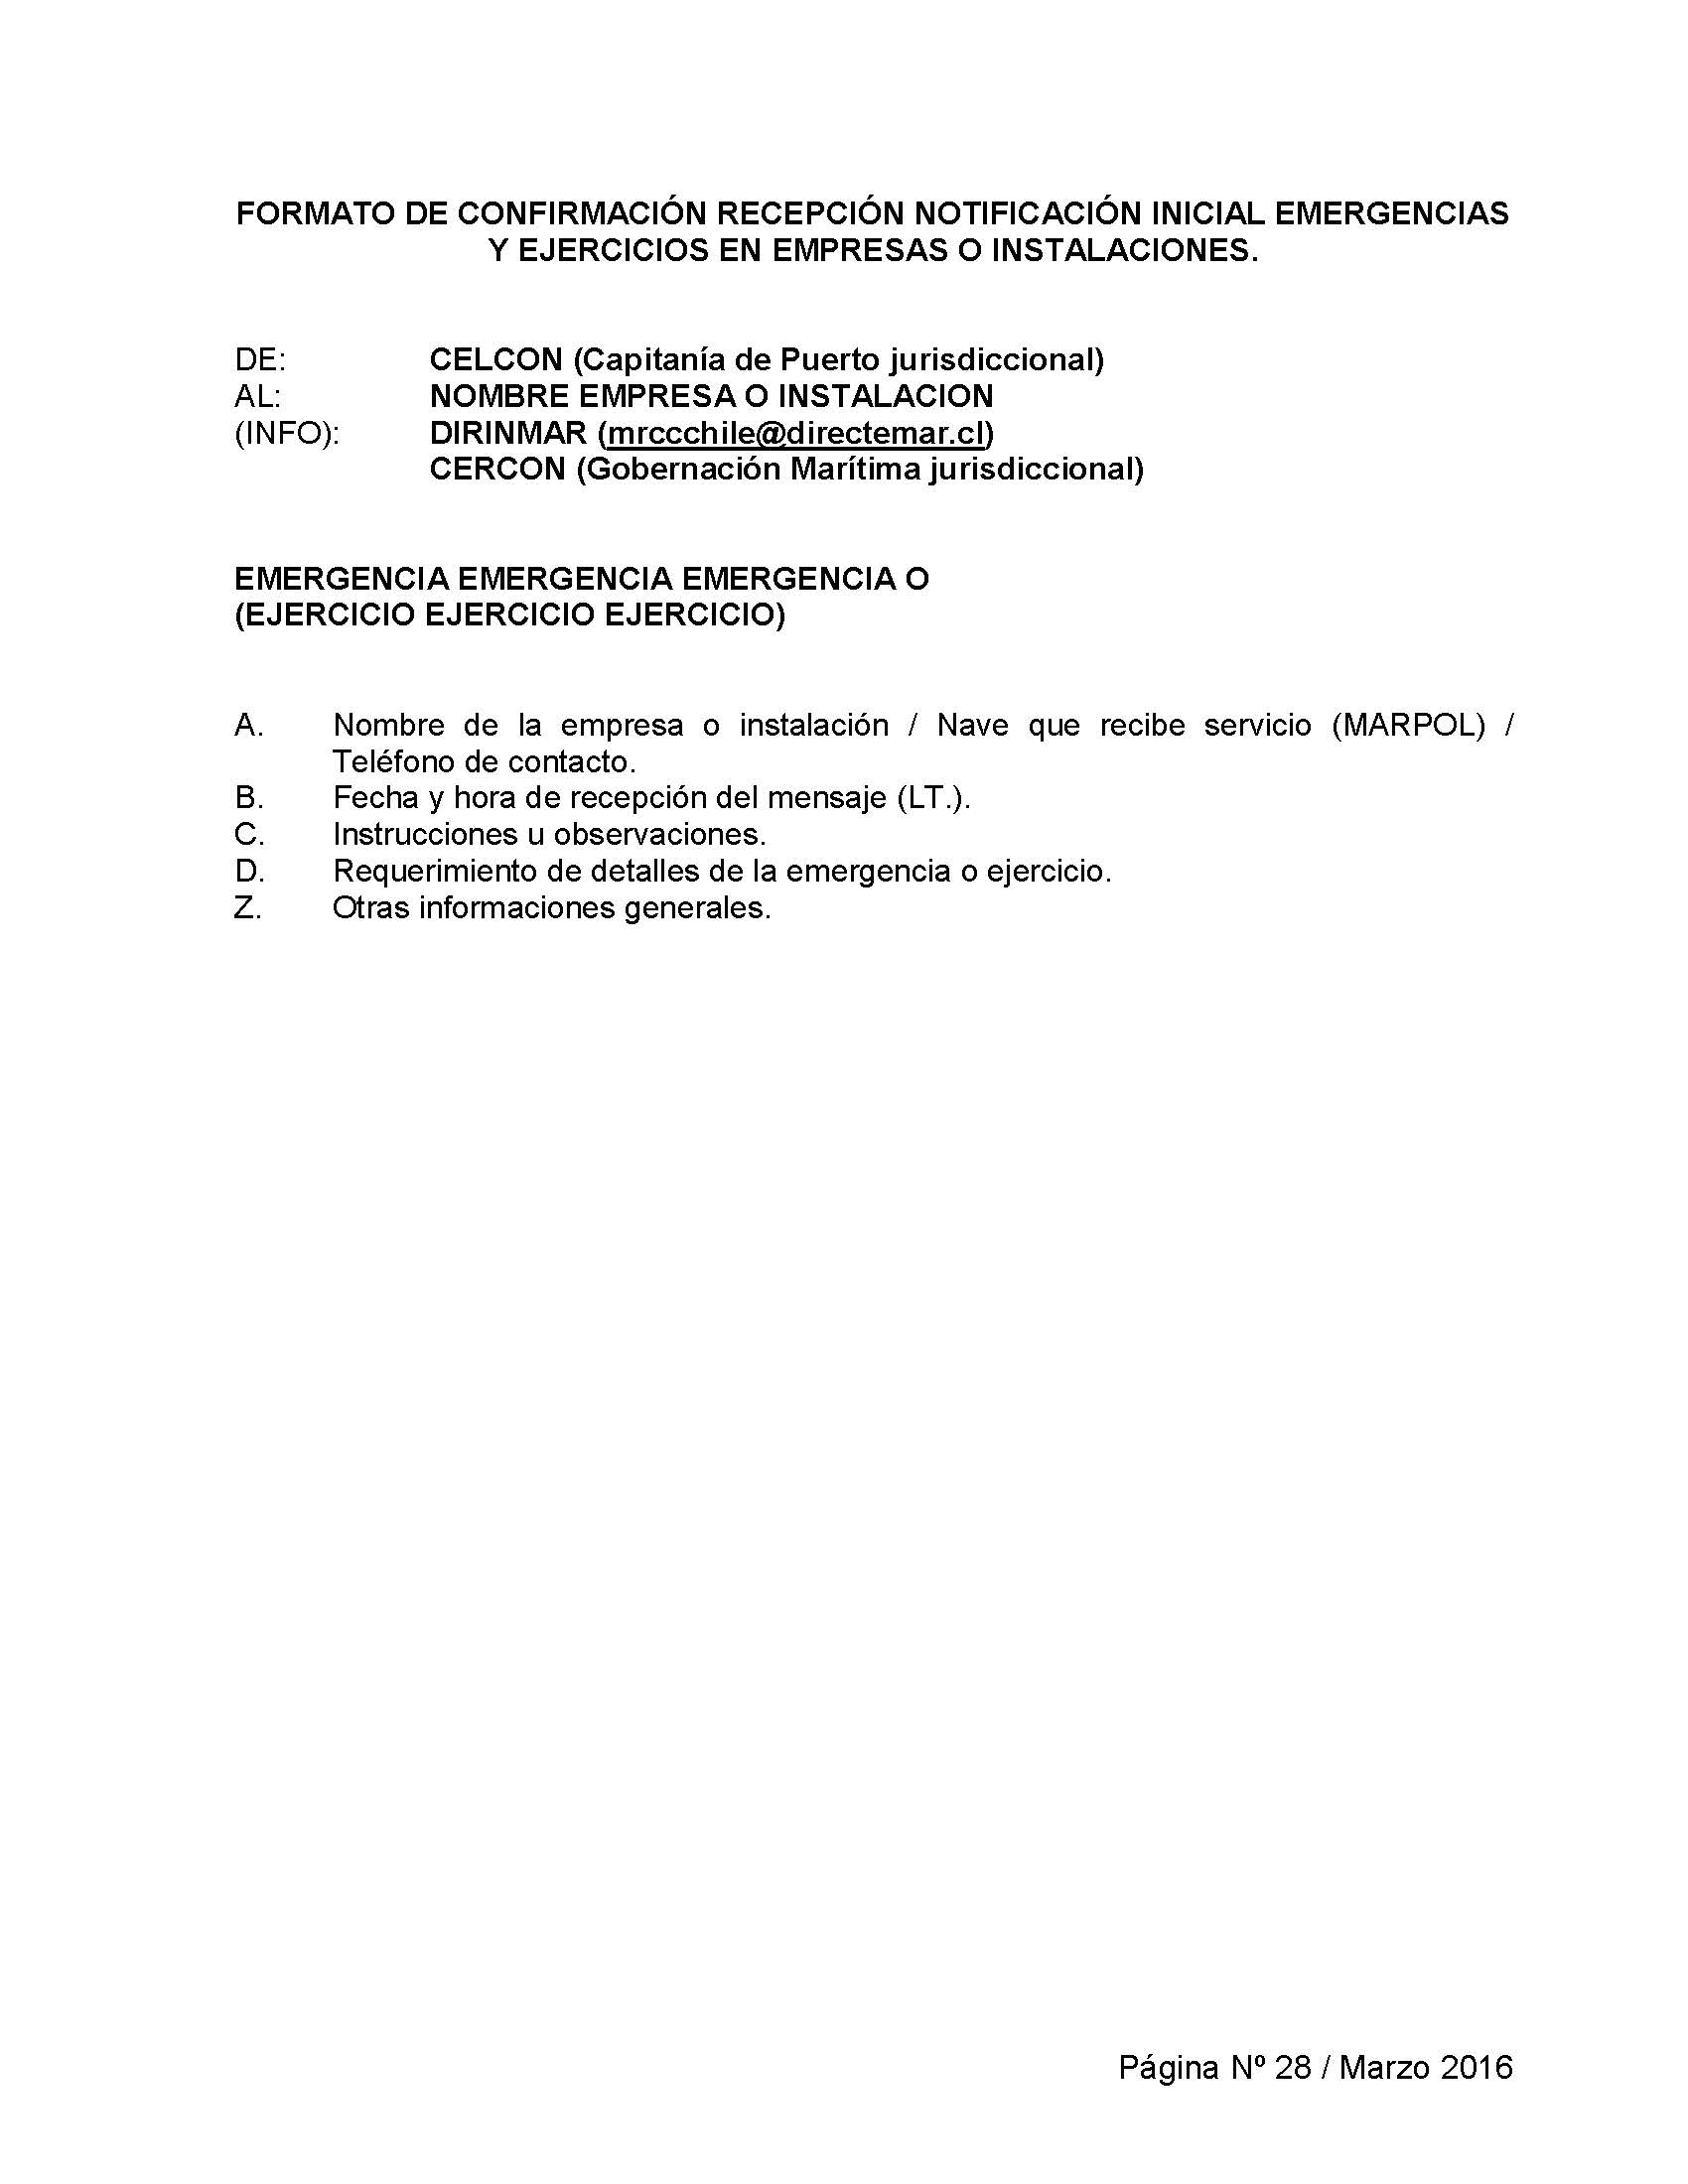 FORMATO DE CONFIRMACIÓN RECEPCIÓN NOTIFICACIÓN INICIAL EMERGENCIAS
Y EJERCICIOS EN EMPRESAS O INSTALACIONES.
DE: CELCON (Capitanía de Puerto jurisdiccional)
AL: NOMBRE EMPRESA O INSTALACION
(INFO): DIRINMAR (mrccchile@directemar.cl)
CERCON (Gobernación Marítima jurisdiccional)
EMERGENCIA EMERGENCIA EMERGENCIA O
(EJERCICIO EJERCICIO EJERCICIO)
A. Nombre de la empresa o instalación / Nave que recibe servicio (MARPOL) /
Teléfono de contacto.
B. Fecha y hora de recepción del mensaje (LT.).
C. Instrucciones u observaciones.
D. Requerimiento de detalles de la emergencia o ejercicio.
Z. Otras informaciones generales.
Página Nº 28 / Marzo 2016